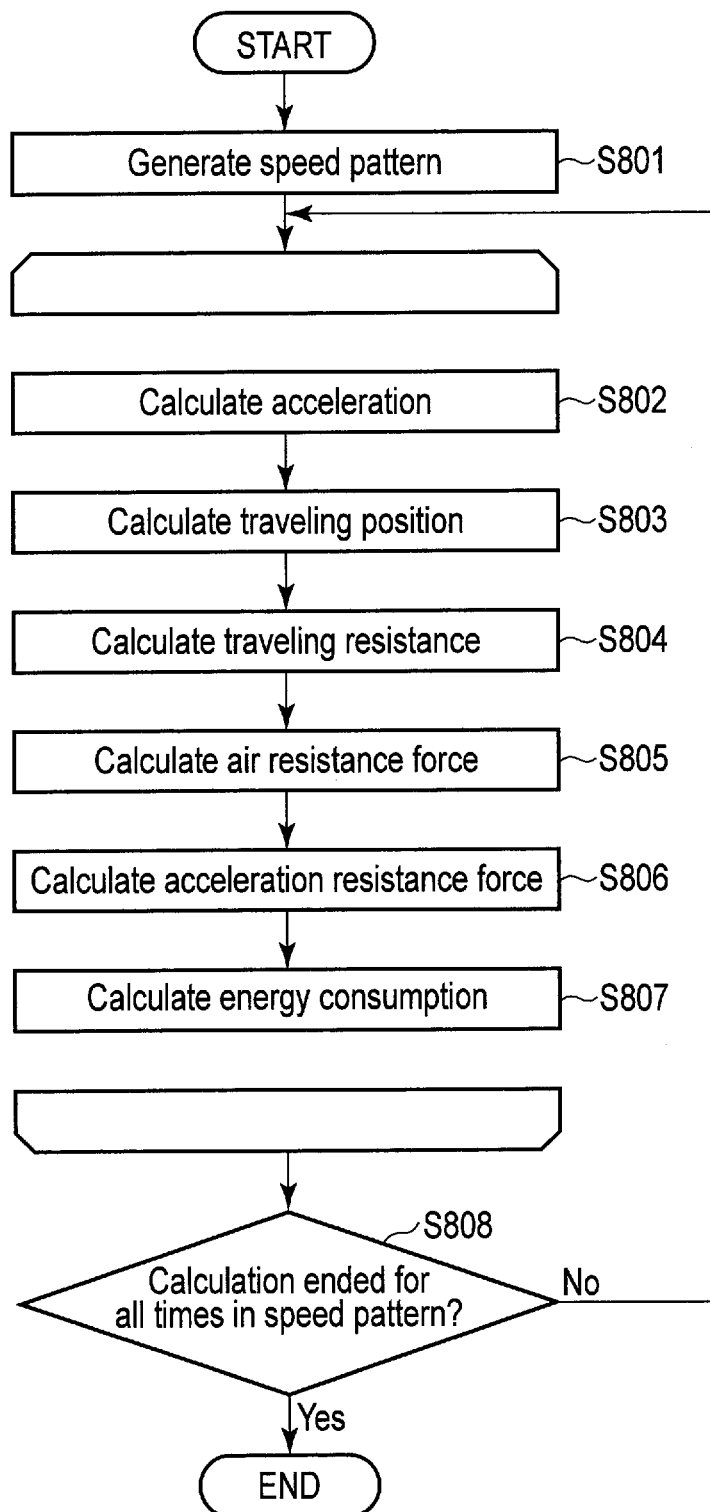 START
Generate speed pattern
S801
Calculate acceleration
S802
Calculate traveling position
S803
Calculate traveling resistance
S804
Calculate air resistance force
S805
Calculate acceleration resistance force
S806
Calculate energy consumption
S807
S808
Calculation ended for
all times in speed pattern?
No
Yes
END